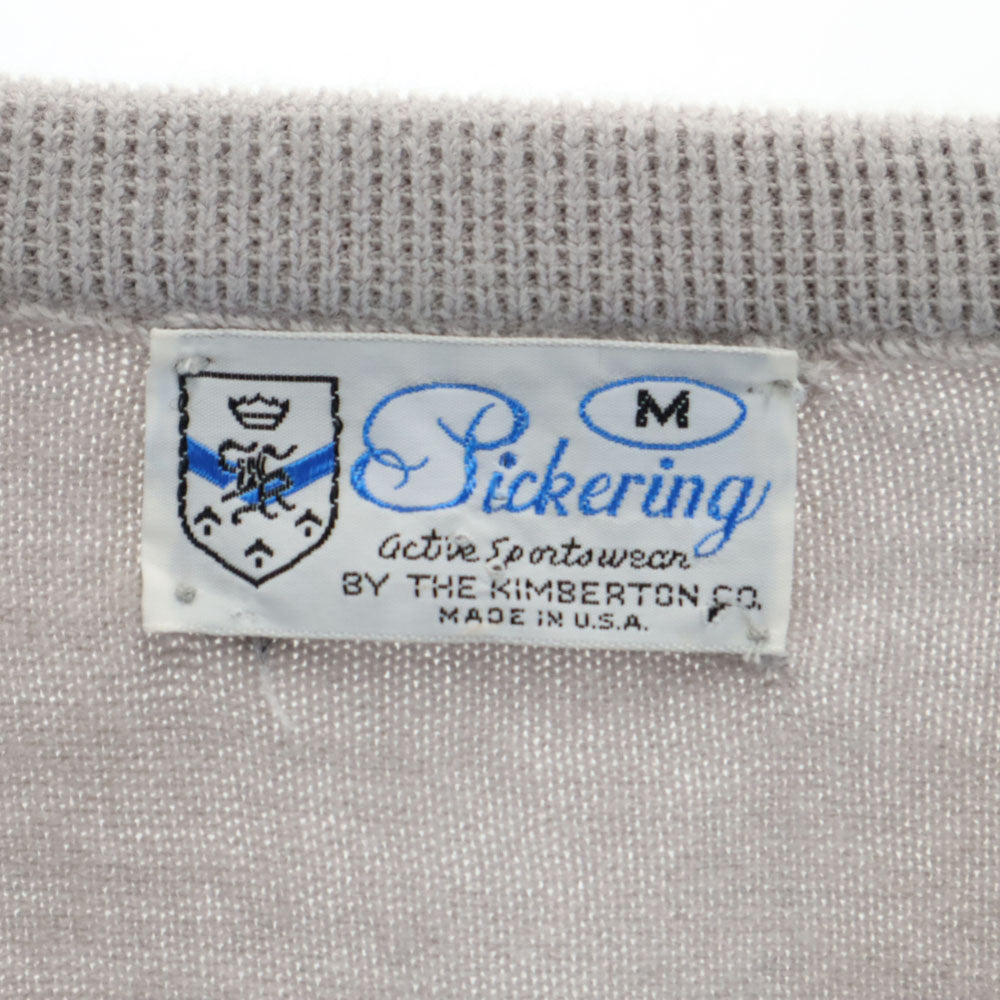 M
Pickering
Active Sportswear
BY THE KIMBERTON CO.
MADE IN U.S.A.